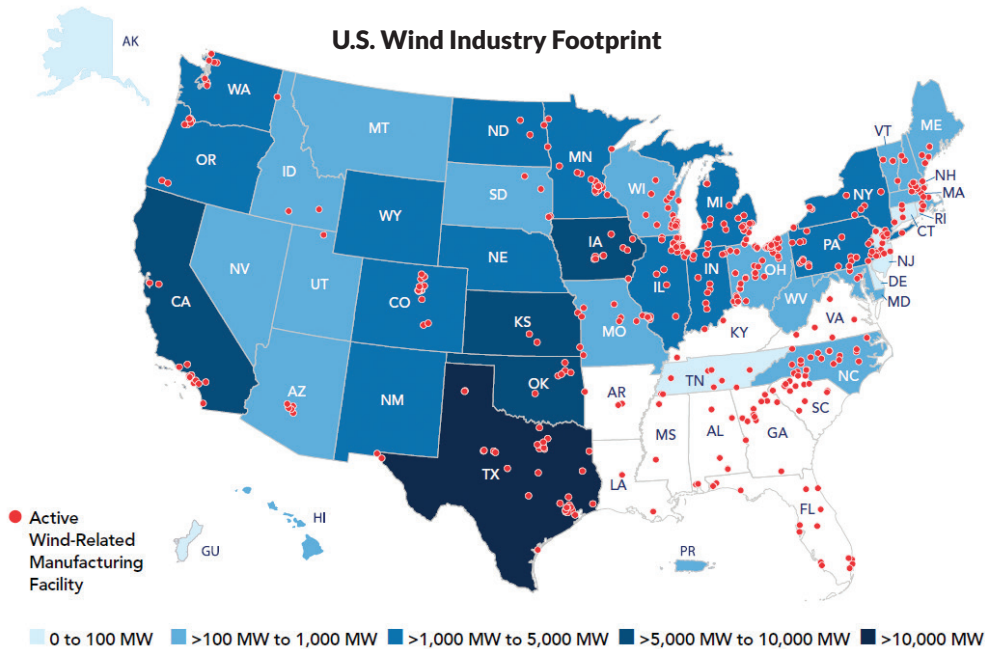 U.S. Wind Industry Footprint
AK
WA
MT
ND
MN
ME
VT
OR
ID
SD
WI
MI
NY
NH
MA
RI
CT
WY
IA
PA
NV
UT
NE
IL
IN
OH
NJ
DE
MD
CA
CO
KS
MO
WV
VA
KY
AZ
NM
OK
TN
NC
AR
SC
TX
MS
AL
GA
LA
FL
HI
GU
PR
Active
Wind-Related
Manufacturing
Facility
0 to 100 MW >100 MW to 1,000 MW >1,000 MW to 5,000 MW >5,000 MW to 10,000 MW >10,000 MW